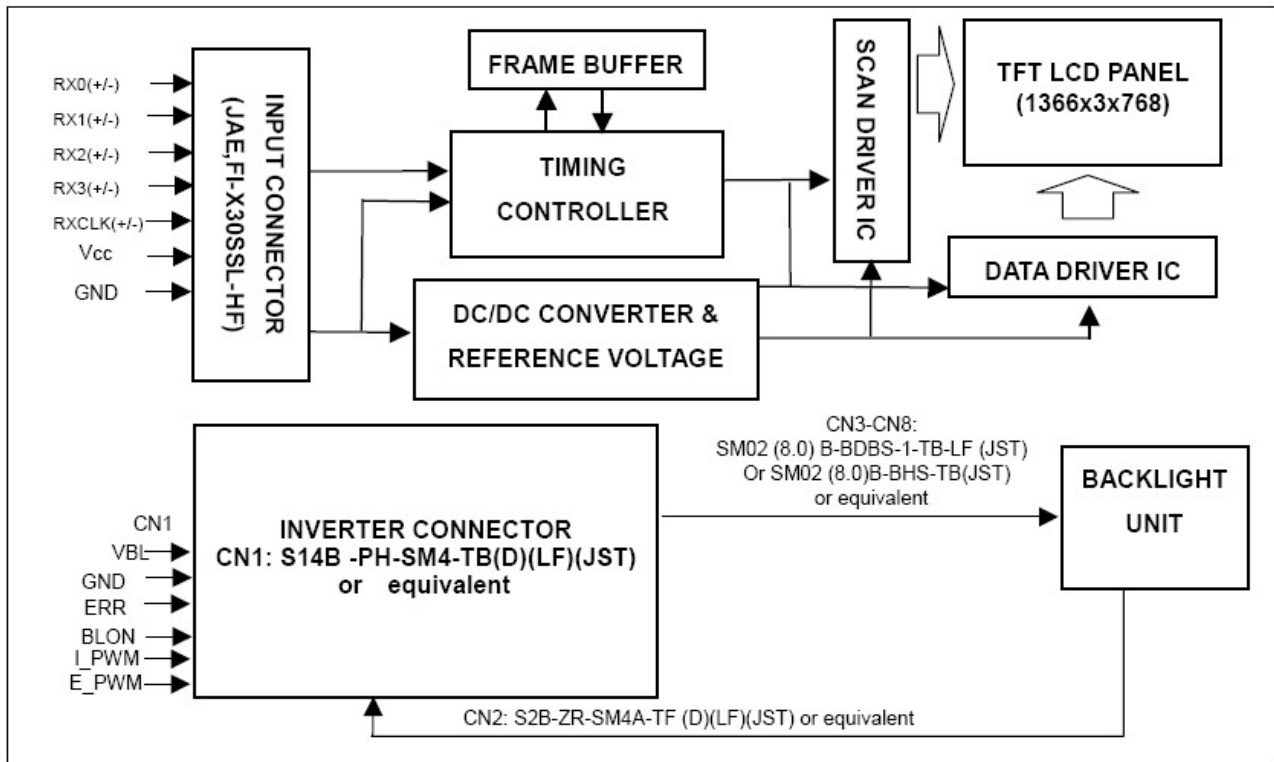 FRAME BUFFER
RX0(+/-)
RX1(+/-)
RX2(+/-)
RX3(+/-)
RXCLK(+/-)
Vcc
GND
INPUT CONNECTOR
(JAE,FI-X30SSL-HF)
TIMING
CONTROLLER
SCAN DRIVER IC
TFT LCD PANEL
(1366x3x768)
DATA DRIVER IC
DC/DC CONVERTER &
REFERENCE VOLTAGE
CN3-CN8:
SM02 (8.0) B-BDBS-1-TB-LF (JST)
Or SM02 (8.0)B-BHS-TB(JST)
or equivalent
BACKLIGHT
UNIT
CN1
VBL
GND
ERR
BLON
I_PWM
E_PWM
INVERTER CONNECTOR
CN1: S14B -PH-SM4-TB(D)(LF)(JST)
or equivalent
CN2: S2B-ZR-SM4A-TF (D)(LF)(JST) or equivalent